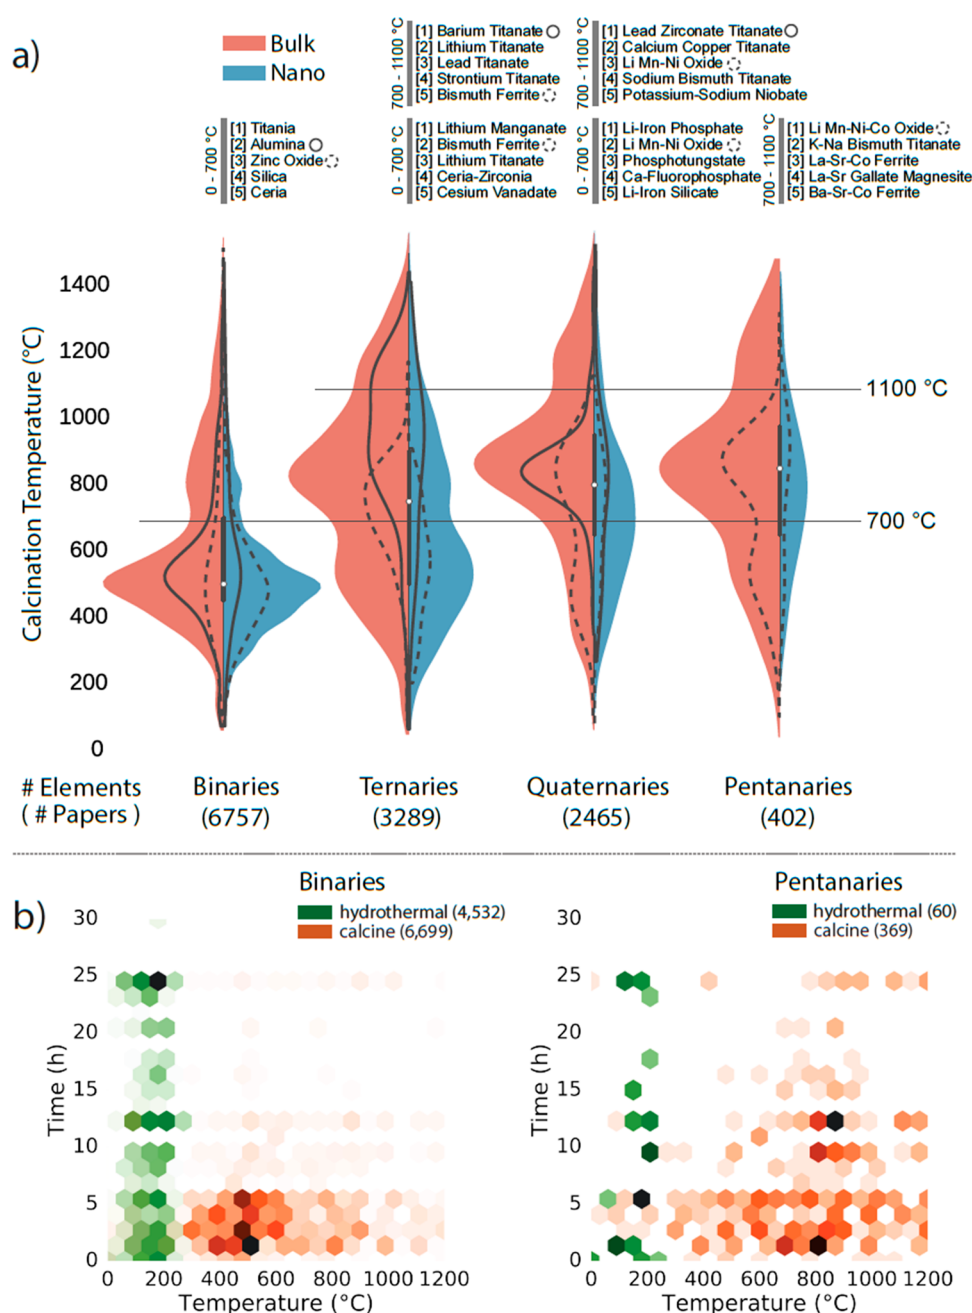 a)
Bulk
Nano
700 - 1100 °C
[1] Barium Titanate
[2] Lithium Titanate
[3] Lead Titanate
[4] Strontium Titanate
[5] Bismuth Ferrite
700 - 1100 °C
[1] Lead Zirconate Titanate
[2] Calcium Copper Titanate
[3] Li Mn-Ni Oxide
[4] Sodium Bismuth Titanate
[5] Potassium-Sodium Niobate
0 - 700 °C
[1] Titania
[2] Alumina
[3] Zinc Oxide
[4] Silica
[5] Ceria
0 - 700 °C
[1] Lithium Manganate
[2] Bismuth Ferrite
[3] Lithium Titanate
[4] Ceria-Zirconia
[5] Cesium Vanadate
0 - 700 °C
[1] Li-Iron Phosphate
[2] Li Mn-Ni Oxide
[3] Phosphotungstate
[4] Ca-Fluorophosphate
[5] Li-Iron Silicate
700 - 1100 °C
[1] Li Mn-Ni-Co Oxide
[2] K-Na Bismuth Titanate
[3] La-Sr-Co Ferrite
[4] La-Sr Gallate Magnesite
[5] Ba-Sr-Co Ferrite
Calcination Temperature (°C)
1400
1200
1000
800
600
400
200
0
1100 °C
700 °C
# Elements
( # Papers )
Binaries
(6757)
Ternaries
(3289)
Quaternaries
(2465)
Pentanaries
(402)
b)
Binaries
hydrothermal (4,532)
calcine (6,699)
Time (h)
30
25
20
15
10
5
0
0 200 400 600 800 1000 1200
Temperature (°C)
Pentanaries
hydrothermal (60)
calcine (369)
Time (h)
30
25
20
15
10
5
0
0 200 400 600 800 1000 1200
Temperature (°C)